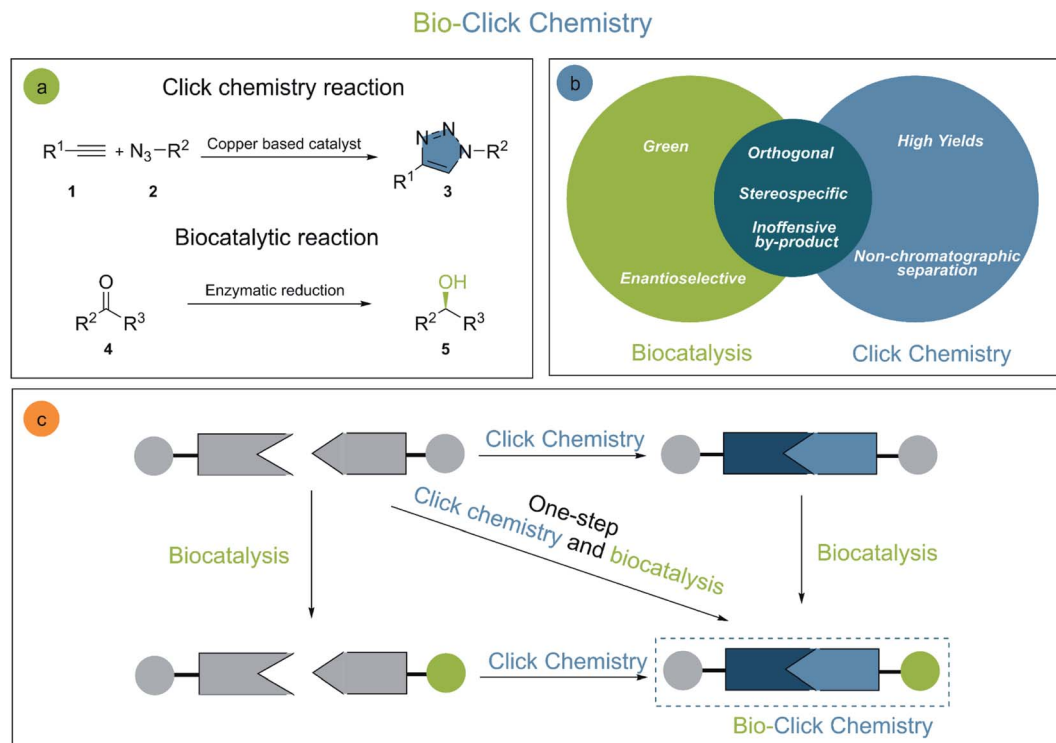 Bio-Click Chemistry
a
Click chemistry reaction
R¹
+ N₃–R²
Copper based catalyst
N
N
N
R²
R¹
1
2
3
Biocatalytic reaction
O
R²
R³
Enzymatic reduction
OH
R²
R³
4
5
b
Green
Enantioselective
Orthogonal
Stereospecific
Inoffensive
by-product
High Yields
Non-chromatographic
separation
Biocatalysis
Click Chemistry
c
Click Chemistry
Biocatalysis
One-step
Click chemistry and biocatalysis
Biocatalysis
Click Chemistry
Bio-Click Chemistry